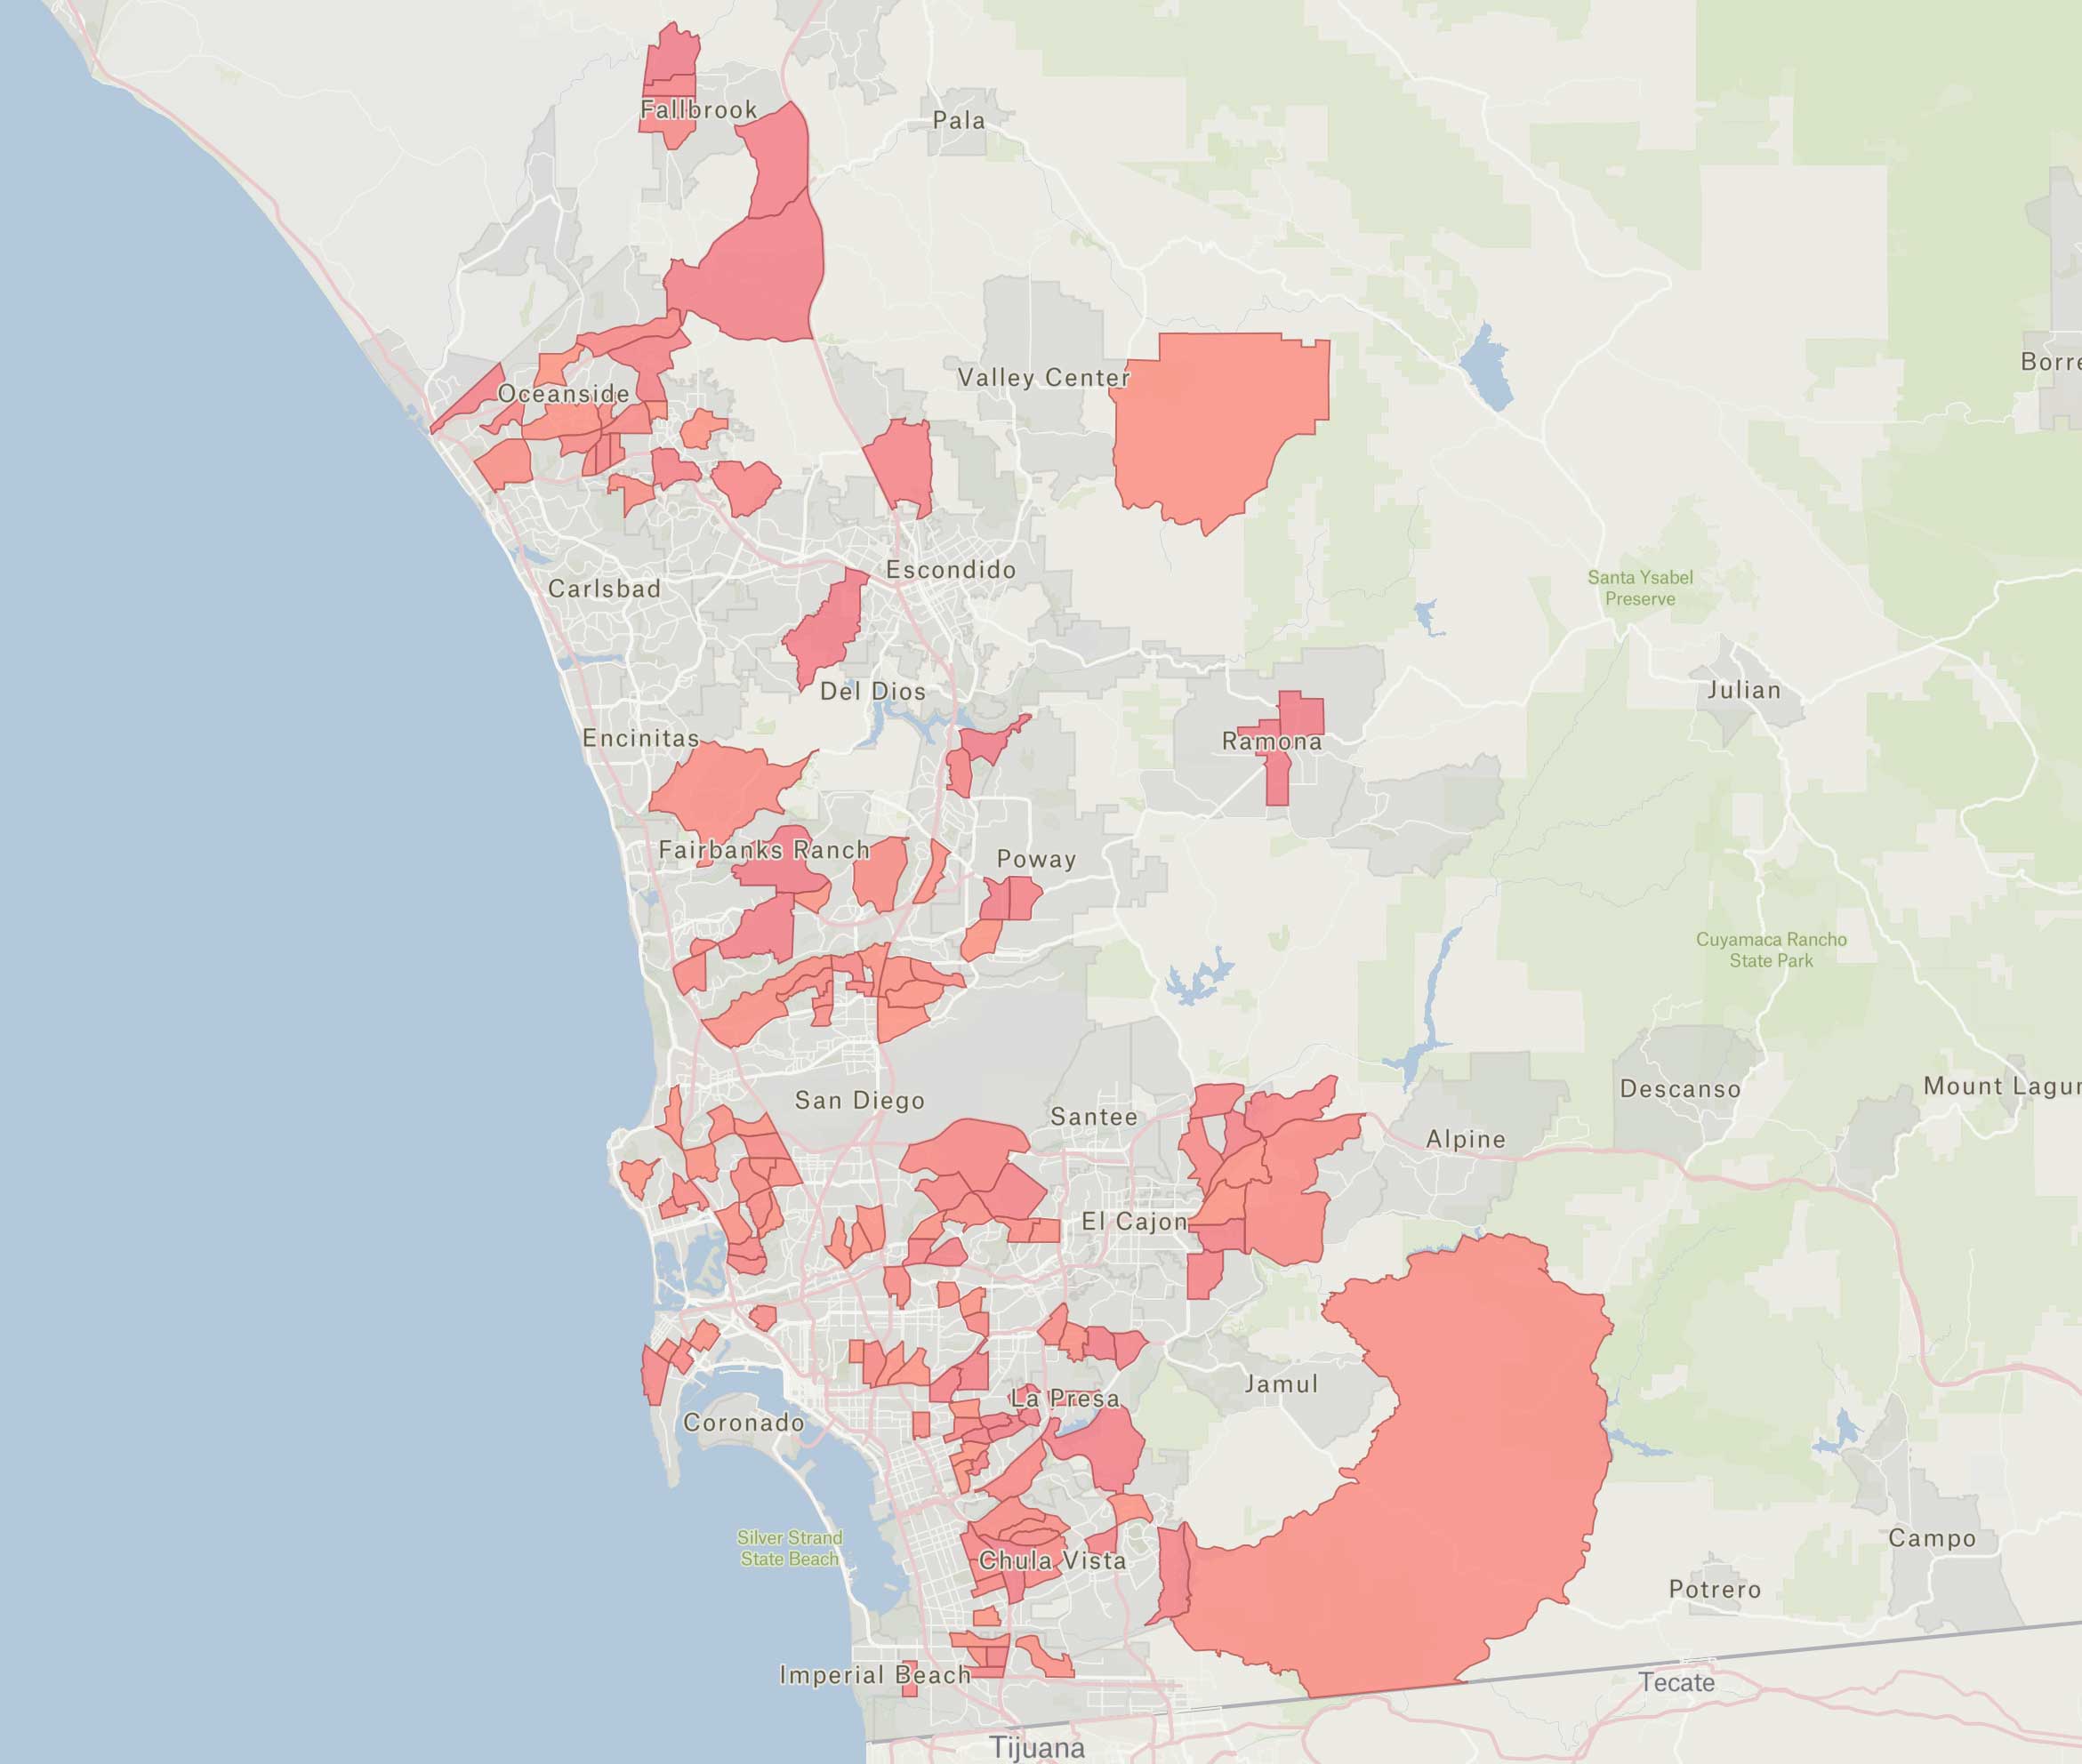 Fallbrook
Pala
Borre
Valley Center
Oceanside
Escondido
Santa Ysabel
Preserve
Carlsbad
Del Dios
Julian
Encinitas
Ramona
Fairbanks Ranch
Poway
Cuyamaca Rancho
State Park
San Diego
Santee
Descanso
Mount Lagun
Alpine
El Cajon
Jamul
La Presa
Coronado
Silver Strand
State Beach
Chula Vista
Campo
Potrero
Imperial Beach
Tecate
Tijuana